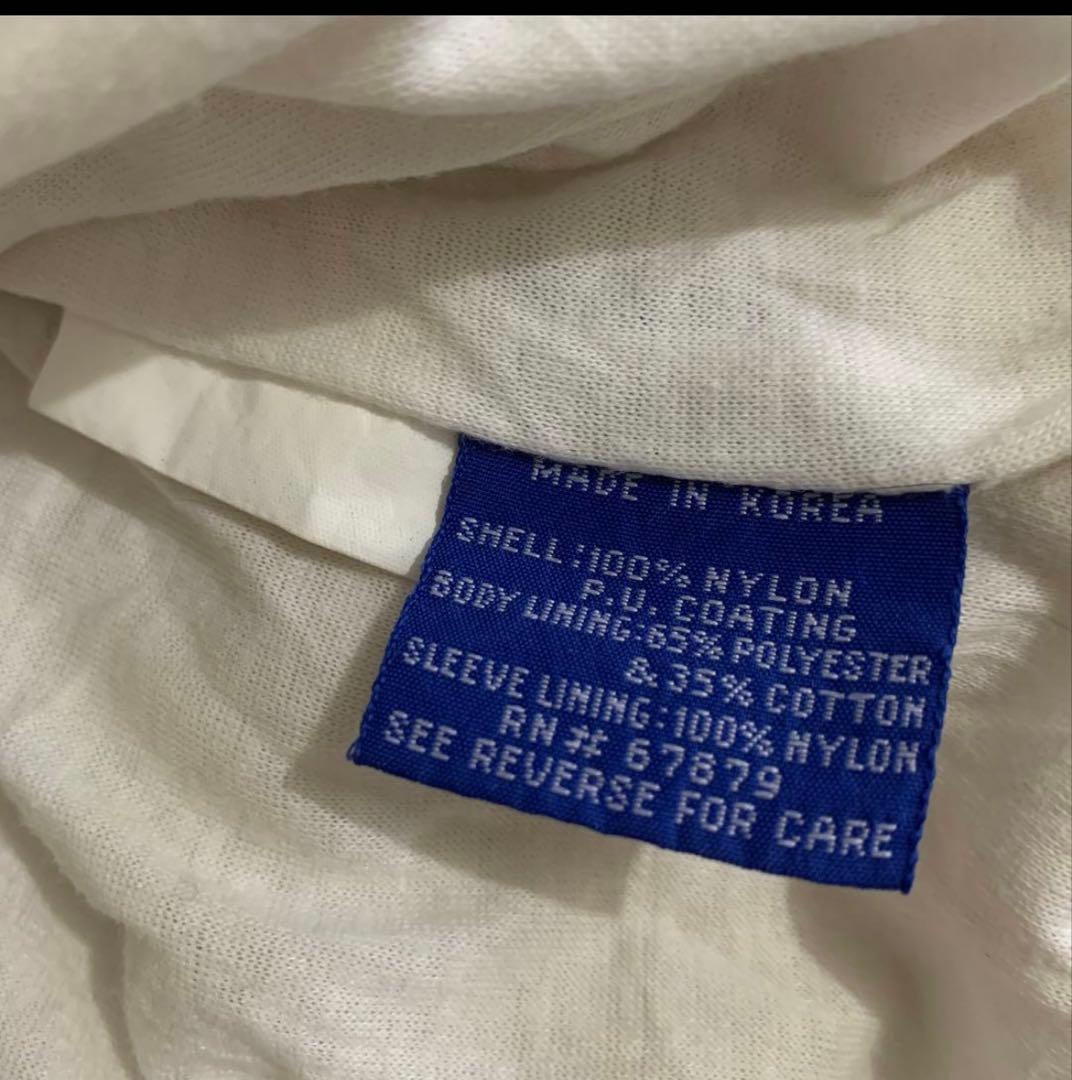 MADE IN KOREA
SHELL:100% NYLON
P.U. COATING
BODY LINING:65% POLYESTER
& 35% COTTON
SLEEVE LINING:100% NYLON
RN# 67679
SEE REVERSE FOR CARE